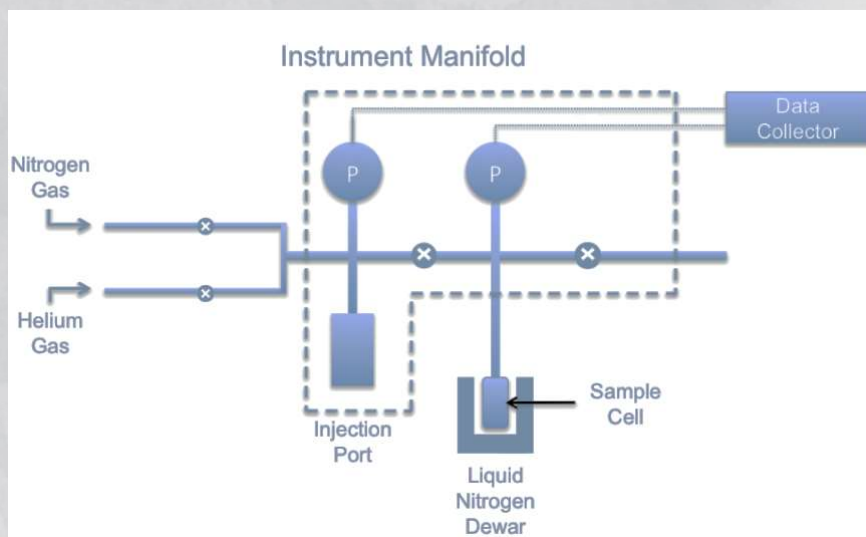 Instrument Manifold
Data
Collector
P
P
Nitrogen
Gas
Helium
Gas
Injection
Port
Sample
Cell
Liquid
Nitrogen
Dewar